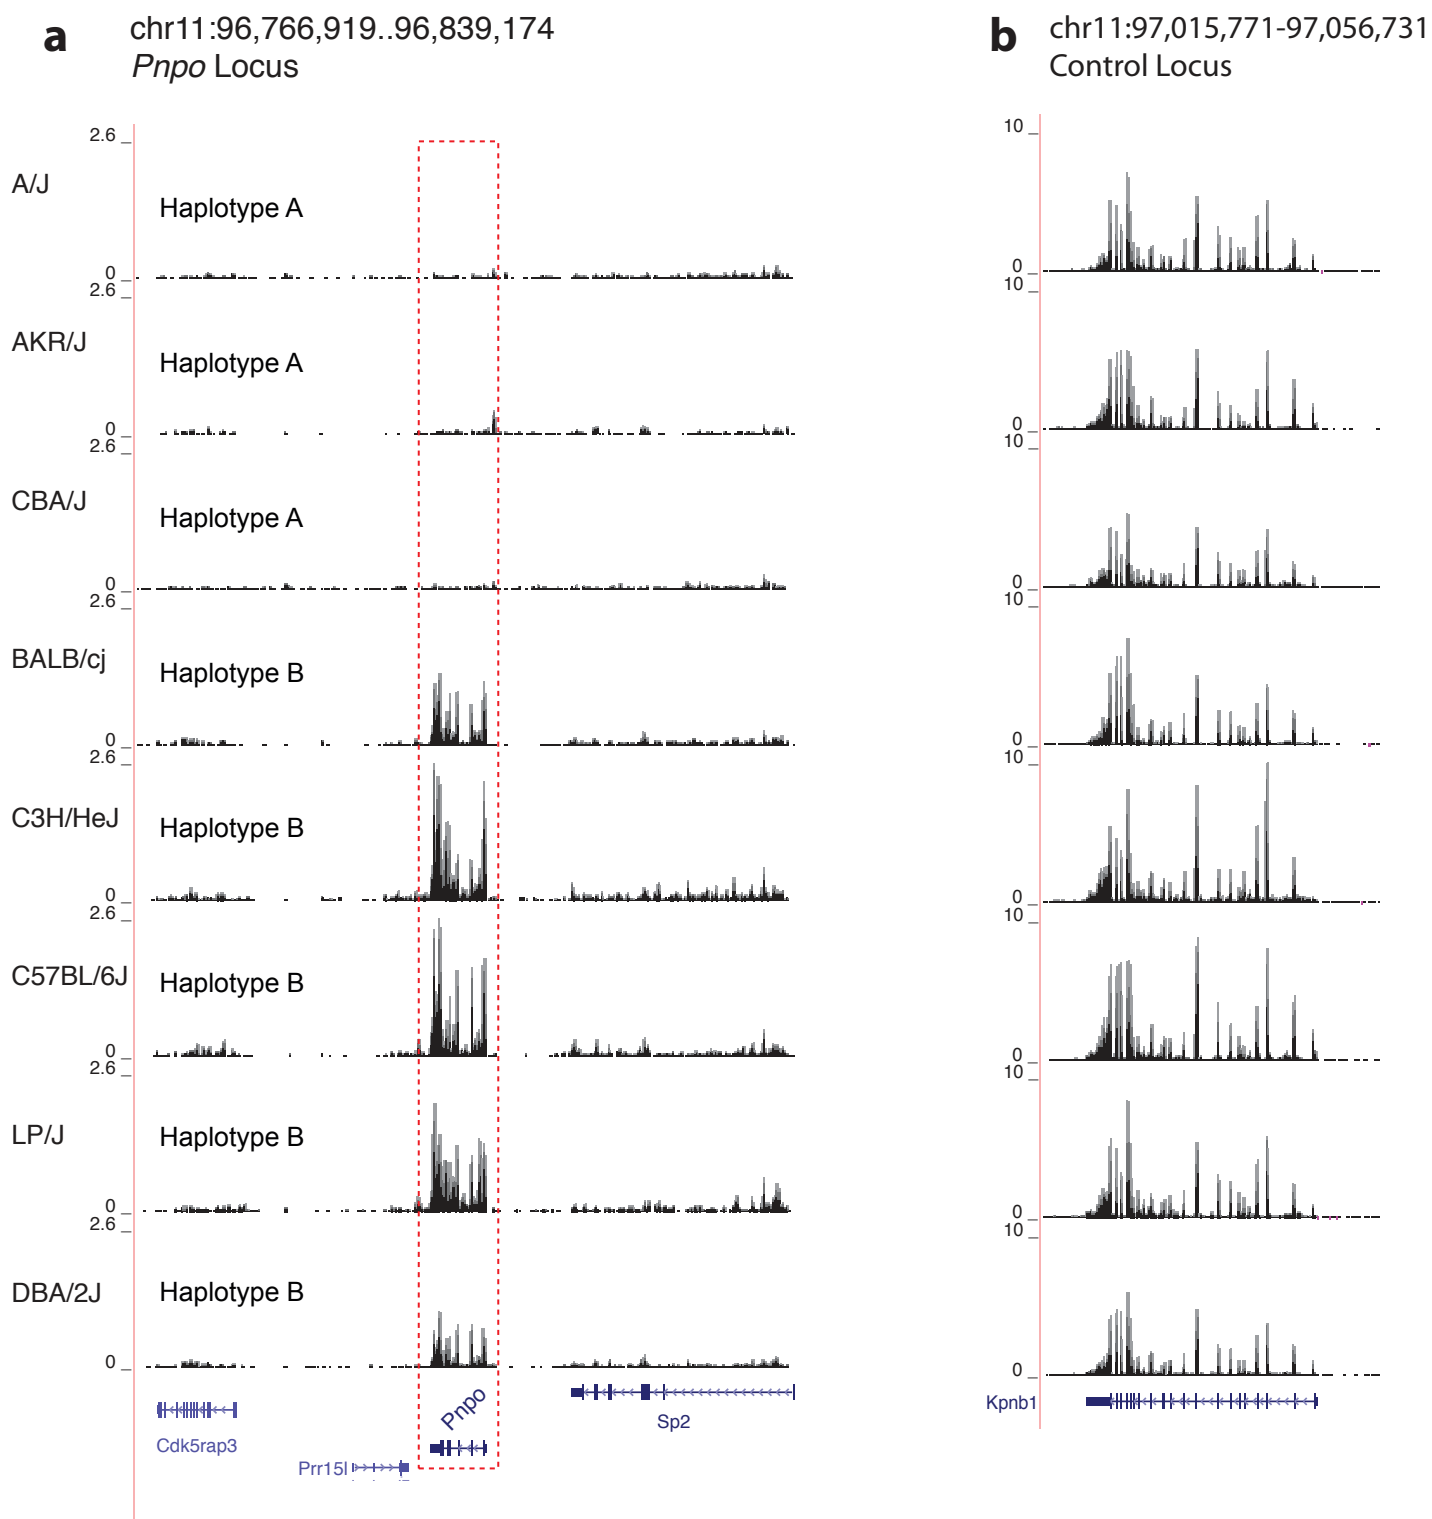 a
chr11:96,766,919..96,839,174
Pnpo Locus
b
chr11:97,015,771-97,056,731
Control Locus
2.6
10
A/J
Haplotype A
0
0
2.6
10
AKR/J
Haplotype A
0
0
2.6
10
CBA/J
Haplotype A
0
0
2.6
10
BALB/cj
Haplotype B
0
0
2.6
10
C3H/HeJ
Haplotype B
0
0
2.6
10
C57BL/6J
Haplotype B
0
0
2.6
10
LP/J
Haplotype B
0
0
2.6
10
DBA/2J
Haplotype B
0
0
Pnpo
Kpnb1
Sp2
Cdk5rap3
Prr15l